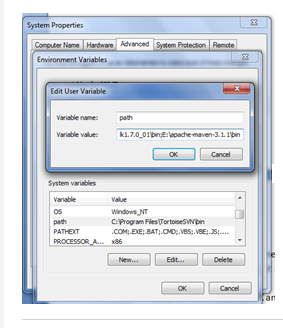 System Properties
Computer Name Hardware Advanced System Protection Remote
Environment Variables
Edit User Variable
Variable name: path
Variable value: k1.7.0_01\bin;E:\apache-maven-3.1.1\bin
OK Cancel
System variables
Variable Value
OS Windows_NT
path C:\Program Files\TortoiseSVN\bin
PATHEXT .COM;.EXE;.BAT;.CMD;.VBS;.VBE;.JS;....
PROCESSOR_A... x86
New... Edit... Delete
OK Cancel